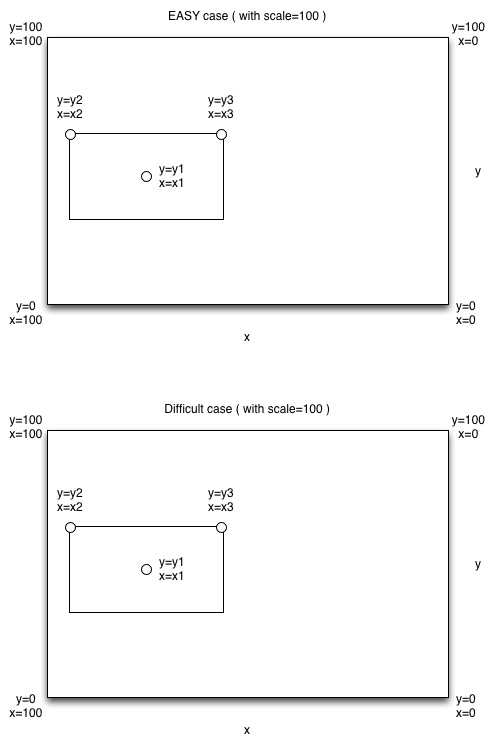 EASY case ( with scale=100 )
y=100
x=100
y=100
x=0
y=y2
x=x2
y=y3
x=x3
y=y1
x=x1
y
y=0
x=100
y=0
x=0
x
Difficult case ( with scale=100 )
y=100
x=100
y=100
x=0
y=y2
x=x2
y=y3
x=x3
y=y1
x=x1
y
y=0
x=100
y=0
x=0
x